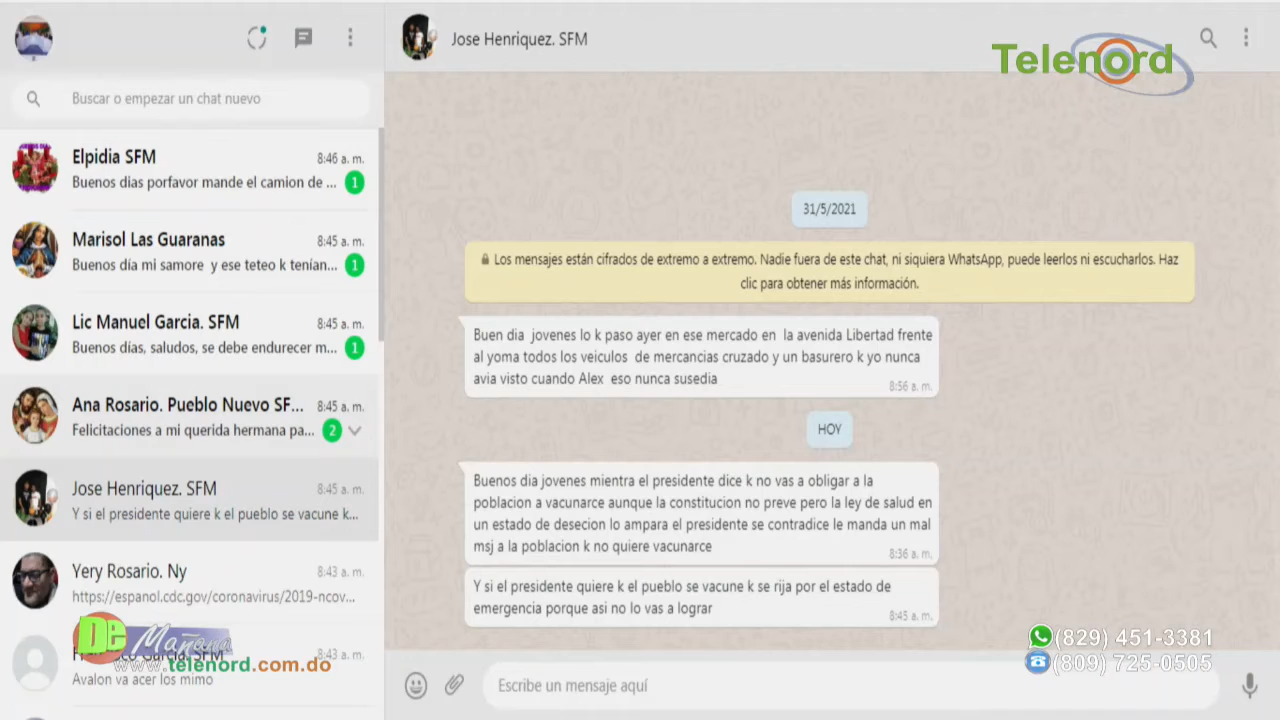 Jose Henriquez. SFM
Telenord
Buscar o empezar un chat nuevo
Elpidia SFM
8:46 a. m.
Buenos dias porfavor mande el camion de ...
1
Marisol Las Guaranas
8:45 a. m.
Buenos día mi samore y ese teteo k tenían...
1
Lic Manuel Garcia. SFM
8:45 a. m.
Buenos días, saludos, se debe endurecer m...
1
Ana Rosario. Pueblo Nuevo SF...
8:45 a. m.
Felicitaciones a mi querida hermana pa...
2
Jose Henriquez. SFM
8:45 a. m.
Y si el presidente quiere k el pueblo se vacune k...
Yery Rosario. Ny
8:43 a. m.
https://espanol.cdc.gov/coronavirus/2019-ncov...
8:43 a. m.
Avalon va acer los mimo
De Mañana
www.telenord.com.do
31/5/2021
Los mensajes están cifrados de extremo a extremo. Nadie fuera de este chat, ni siquiera WhatsApp, puede leerlos ni escucharlos. Haz
clic para obtener más información.
Buen dia jovenes lo k paso ayer en ese mercado en la avenida Libertad frente
al yoma todos los veiculos de mercancias cruzado y un basurero k yo nunca
avia visto cuando Alex eso nunca susedia
8:56 a. m.
HOY
Buenos dia jovenes mientra el presidente dice k no vas a obligar a la
poblacion a vacunarce aunque la constitucion no preve pero la ley de salud en
un estado de desecion lo ampara el presidente se contradice le manda un mal
msj a la poblacion k no quiere vacunarce
8:36 a. m.
Y si el presidente quiere k el pueblo se vacune k se rija por el estado de
emergencia porque asi no lo vas a lograr
8:45 a. m.
(829) 451-3381
(809) 725-0505
Escribe un mensaje aquí